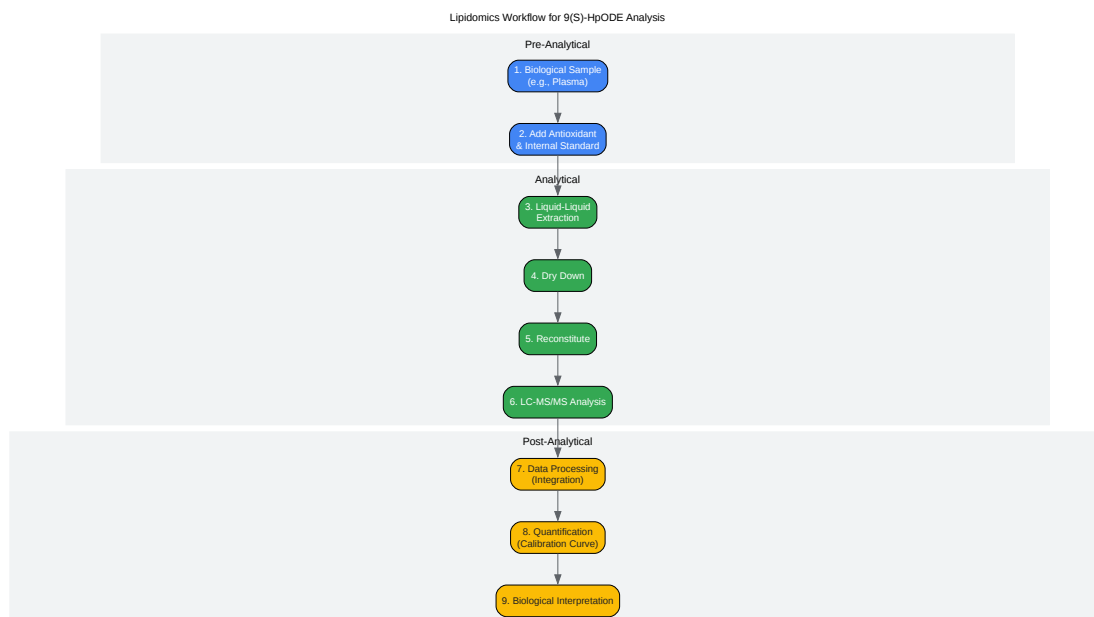 Lipidomics Workflow for 9(S)-HpODE Analysis
Pre-Analytical
1. Biological Sample
(e.g., Plasma)
2. Add Antioxidant
& Internal Standard
Analytical
3. Liquid-Liquid
Extraction
4. Dry Down
5. Reconstitute
6. LC-MS/MS Analysis
Post-Analytical
7. Data Processing
(Integration)
8. Quantification
(Calibration Curve)
9. Biological Interpretation